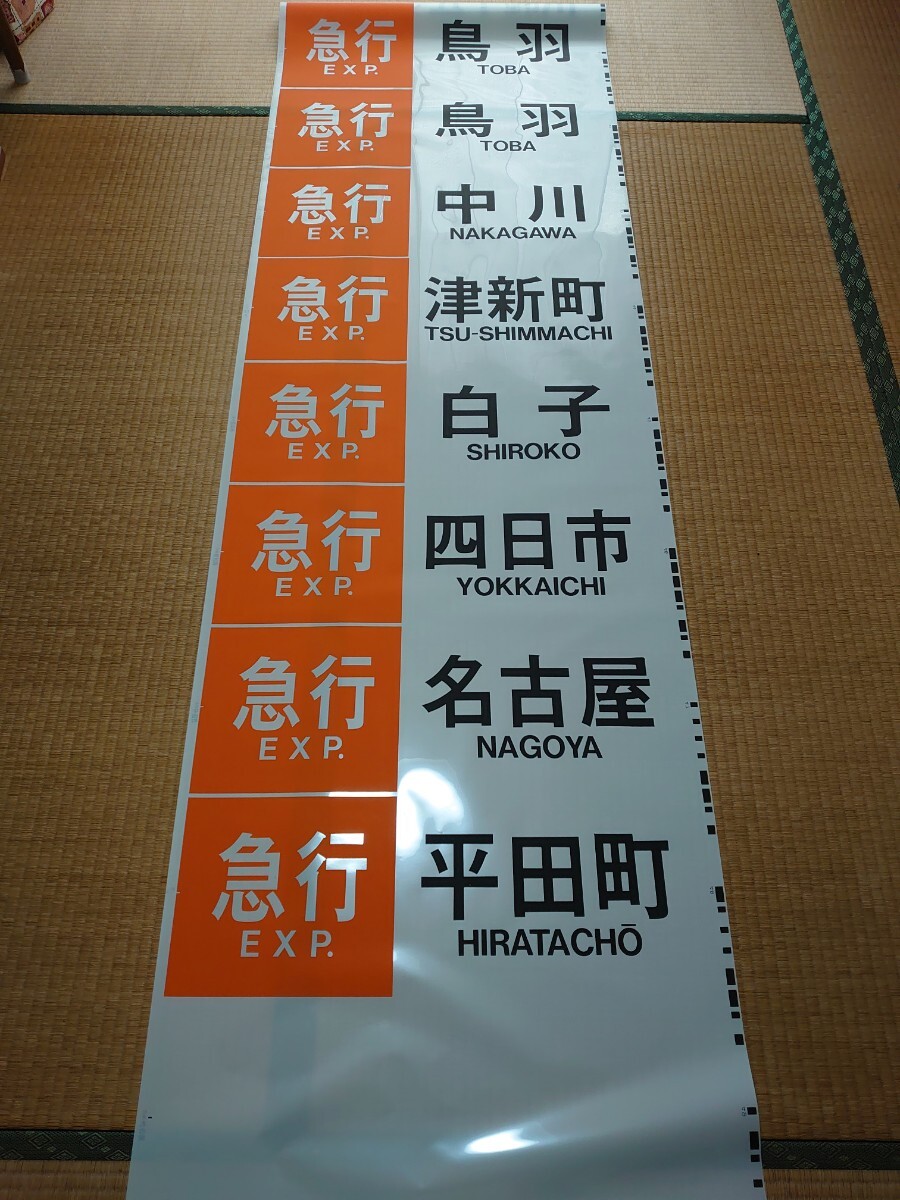 急行 鳥羽
EXP. TOBA
急行 鳥羽
EXP. TOBA
急行 中川
EXP. NAKAGAWA
急行 津新町
EXP. TSU-SHIMMACHI
急行 白子
EXP. SHIROKO
急行 四日市
EXP. YOKKAICHI
急行 名古屋
EXP. NAGOYA
急行 平田町
EXP. HIRATACHŌ